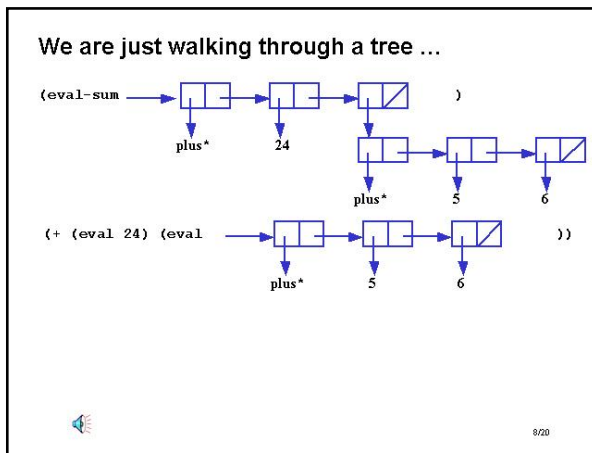 We are just walking through a tree ...
(eval-sum )
plus* 24
plus* 5 6
(+ (eval 24) (eval ))
plus* 5 6
8/20